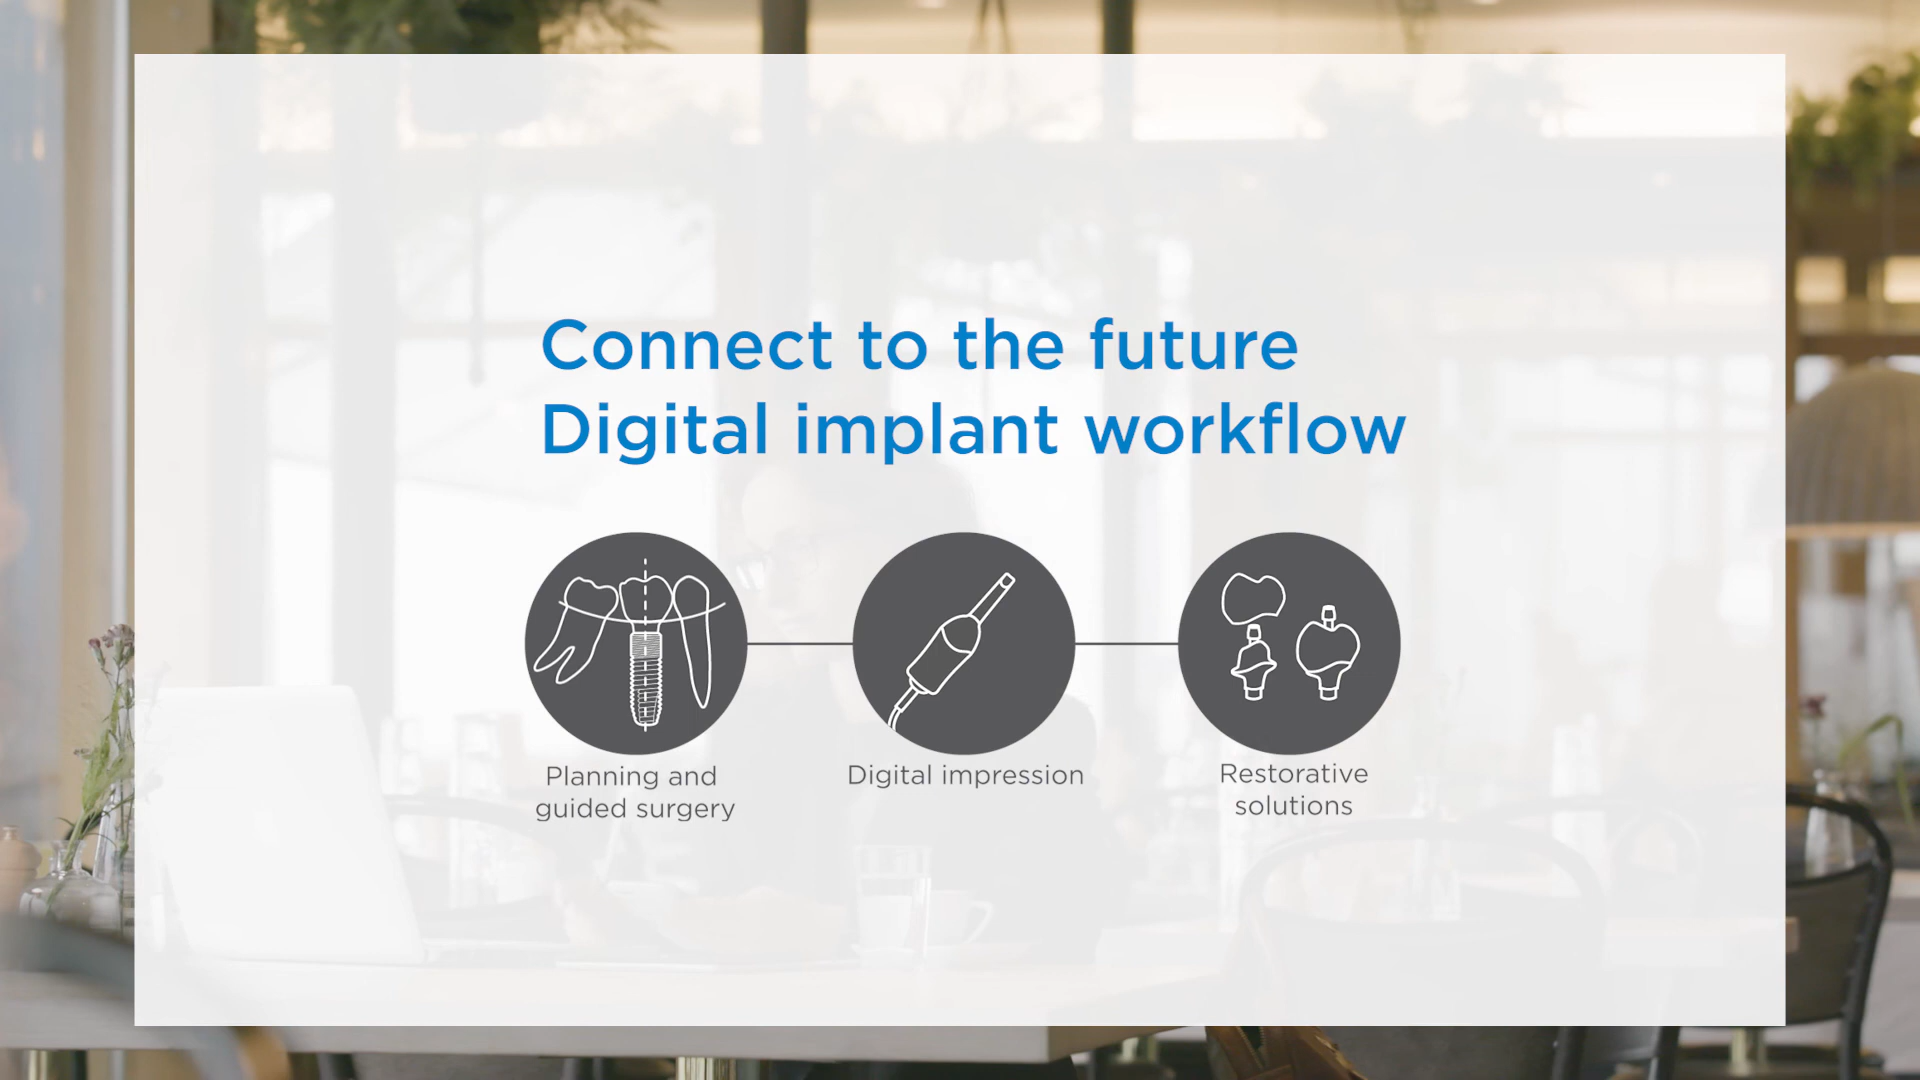 Connect to the future
Digital implant workflow
Planning and
guided surgery
Digital impression
Restorative
solutions